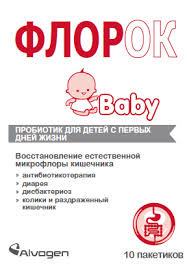 ФЛОРОК
Baby
ПРОБИОТИК ДЛЯ ДЕТЕЙ С ПЕРВЫХ
ДНЕЙ ЖИЗНИ
Восстановление естественной
микрофлоры кишечника
• антибиотикотерапия
• диарея
• дисбактериоз
• колики и раздраженный
кишечник
Alvogen
10 пакетиков